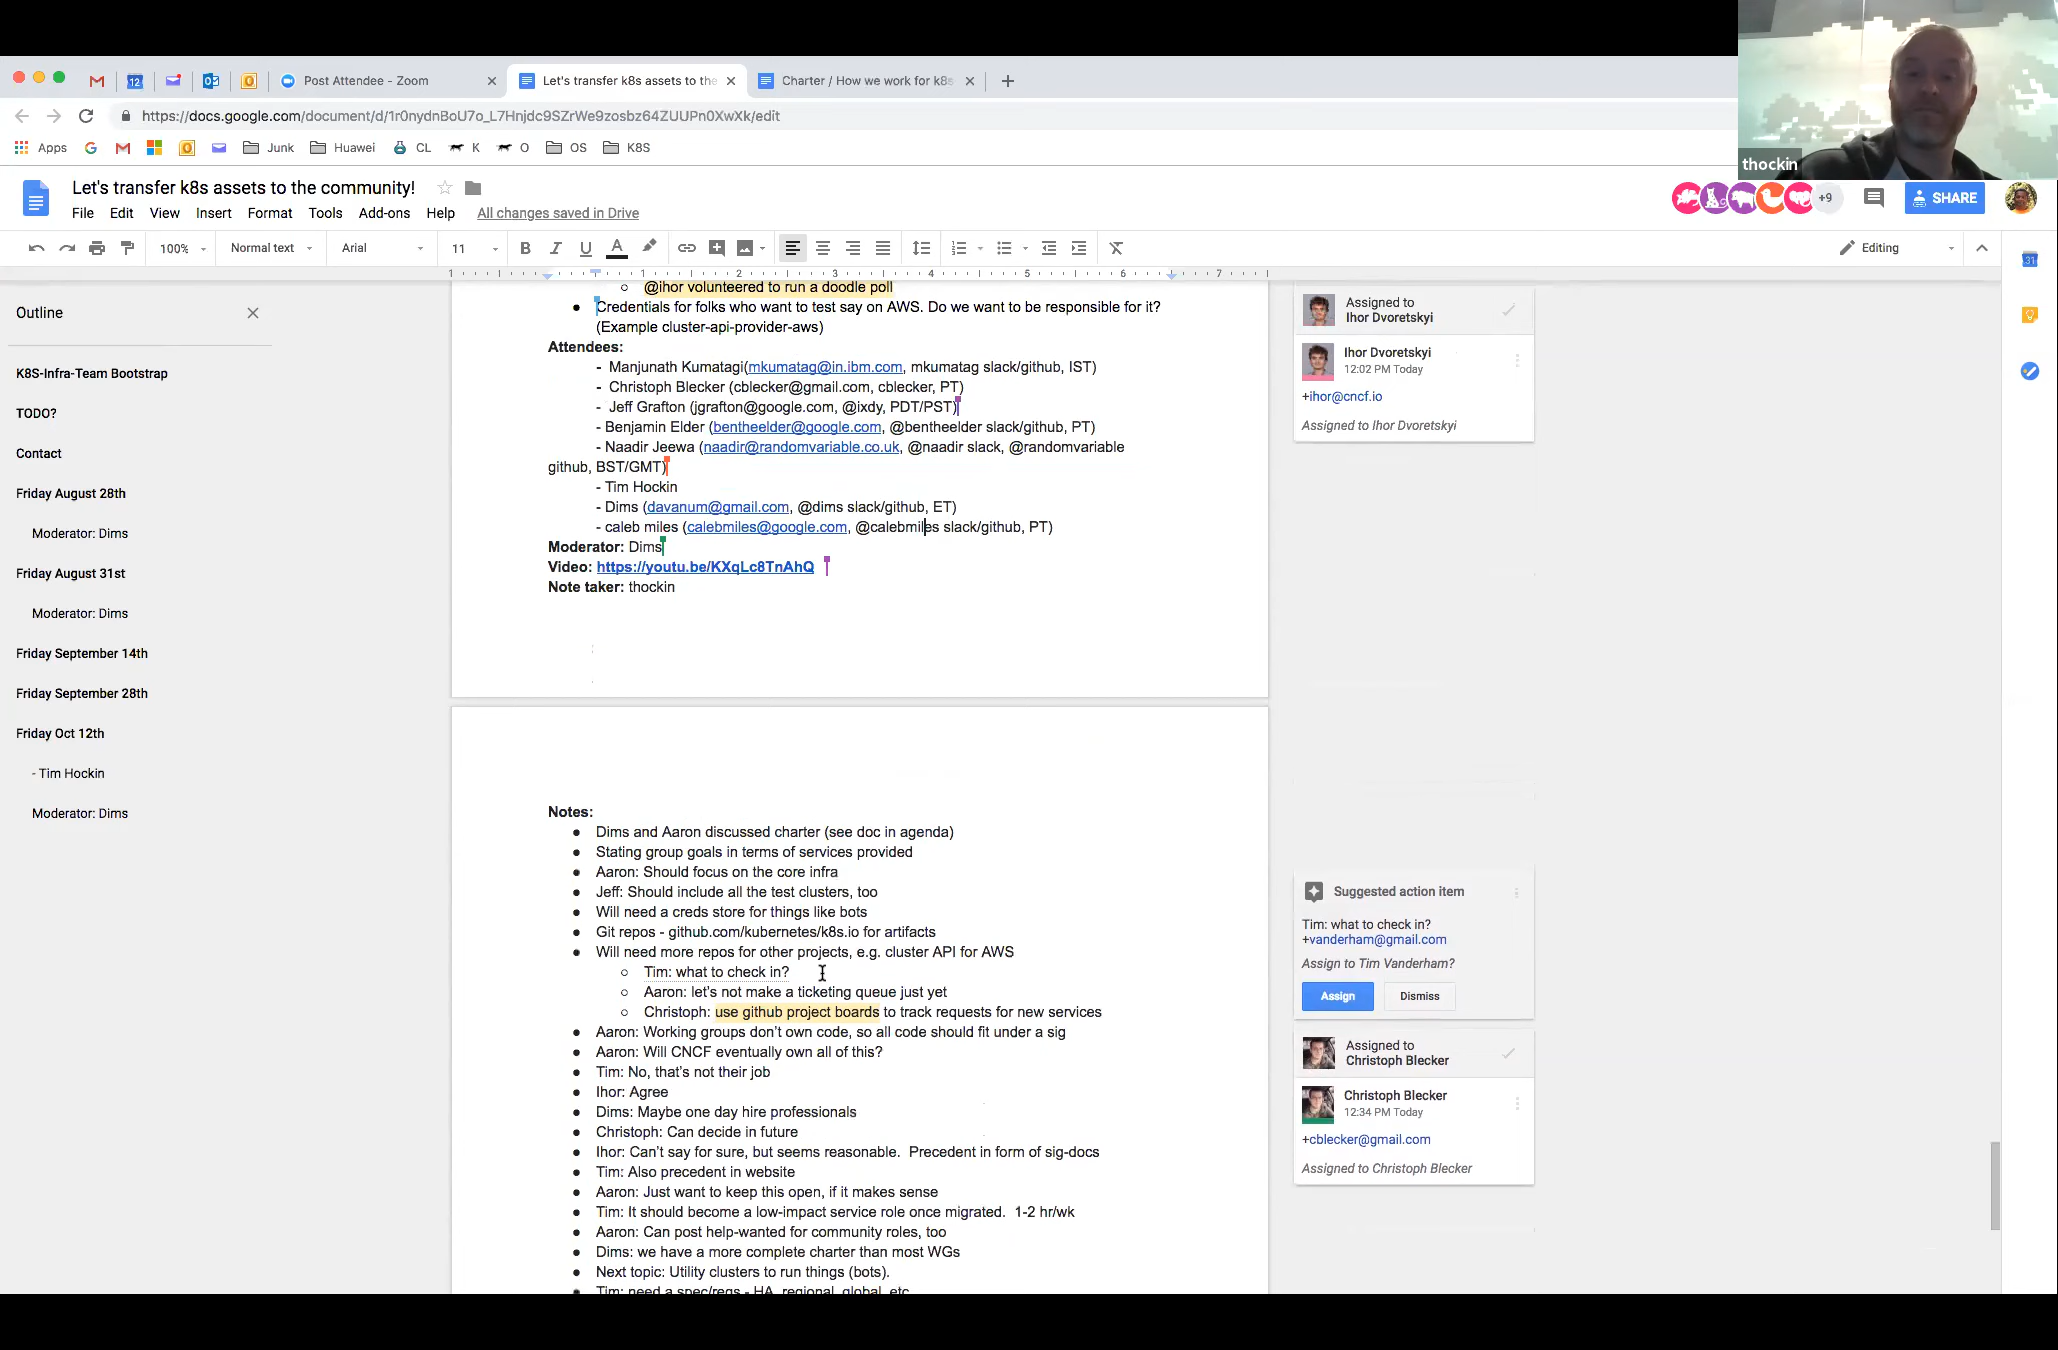 thockin
Post Attendee - Zoom
Let's transfer k8s assets to the
Charter / How we work for k8s
https://docs.google.com/document/d/1r0nydnBoU7o_L7Hnjdc9SZrWe9zosbz64ZUUPn0XwXk/edit
Apps
Junk
Huawei
CL
K
O
OS
K8S
Let's transfer k8s assets to the community!
+9
SHARE
File Edit View Insert Format Tools Add-ons Help All changes saved in Drive
100% Normal text Arial 11 B I U A Editing
1 1 2 3 4 5 6 7
Outline
K8S-Infra-Team Bootstrap
TODO?
Contact
Friday August 28th
Moderator: Dims
Friday August 31st
Moderator: Dims
Friday September 14th
Friday September 28th
Friday Oct 12th
- Tim Hockin
Moderator: Dims
@ihor volunteered to run a doodle poll
Credentials for folks who want to test say on AWS. Do we want to be responsible for it?
(Example cluster-api-provider-aws)
Attendees:
- Manjunath Kumatagi(mkumatag@in.ibm.com, mkumatag slack/github, IST)
- Christoph Blecker (cblecker@gmail.com, cblecker, PT)
- Jeff Grafton (jgrafton@google.com, @ixdy, PDT/PST)
- Benjamin Elder (bentheelder@google.com, @bentheelder slack/github, PT)
- Naadir Jeewa (naadir@randomvariable.co.uk, @naadir slack, @randomvariable
github, BST/GMT)
- Tim Hockin
- Dims (davanum@gmail.com, @dims slack/github, ET)
- caleb miles (calebmiles@google.com, @calebmiles slack/github, PT)
Moderator: Dims
Video: https://youtu.be/KXqLc8TnAhQ
Note taker: thockin
Notes:
Dims and Aaron discussed charter (see doc in agenda)
Stating group goals in terms of services provided
Aaron: Should focus on the core infra
Jeff: Should include all the test clusters, too
Will need a creds store for things like bots
Git repos - github.com/kubernetes/k8s.io for artifacts
Will need more repos for other projects, e.g. cluster API for AWS
Tim: what to check in?
Aaron: let's not make a ticketing queue just yet
Christoph: use github project boards to track requests for new services
Aaron: Working groups don't own code, so all code should fit under a sig
Aaron: Will CNCF eventually own all of this?
Tim: No, that's not their job
Ihor: Agree
Dims: Maybe one day hire professionals
Christoph: Can decide in future
Ihor: Can't say for sure, but seems reasonable. Precedent in form of sig-docs
Tim: Also precedent in website
Aaron: Just want to keep this open, if it makes sense
Tim: It should become a low-impact service role once migrated. 1-2 hr/wk
Aaron: Can post help-wanted for community roles, too
Dims: we have a more complete charter than most WGs
Next topic: Utility clusters to run things (bots).
Tim: need a spec/reqs - HA, regional, global, etc
Assigned to
Ihor Dvoretskyi
Ihor Dvoretskyi
12:02 PM Today
+ihor@cncf.io
Assigned to Ihor Dvoretskyi
Suggested action item
Tim: what to check in?
+vanderham@gmail.com
Assign to Tim Vanderham?
Assign Dismiss
Assigned to
Christoph Blecker
Christoph Blecker
12:34 PM Today
+cblecker@gmail.com
Assigned to Christoph Blecker